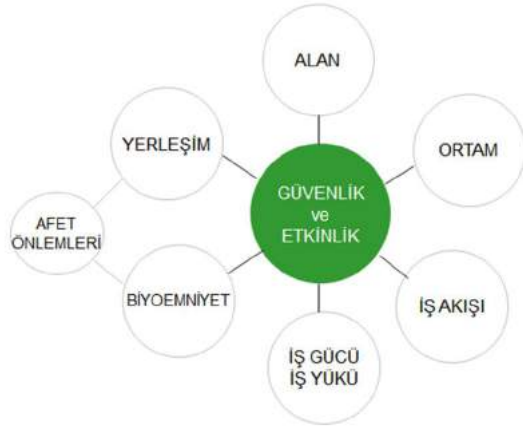 ALAN
YERLEŞİM
ORTAM
GÜVENLİK
ve
ETKİNLİK
AFET
ÖNLEMLERİ
BİYOEMNİYET
İŞ AKIŞI
İŞ GÜCÜ
İŞ YÜKÜ